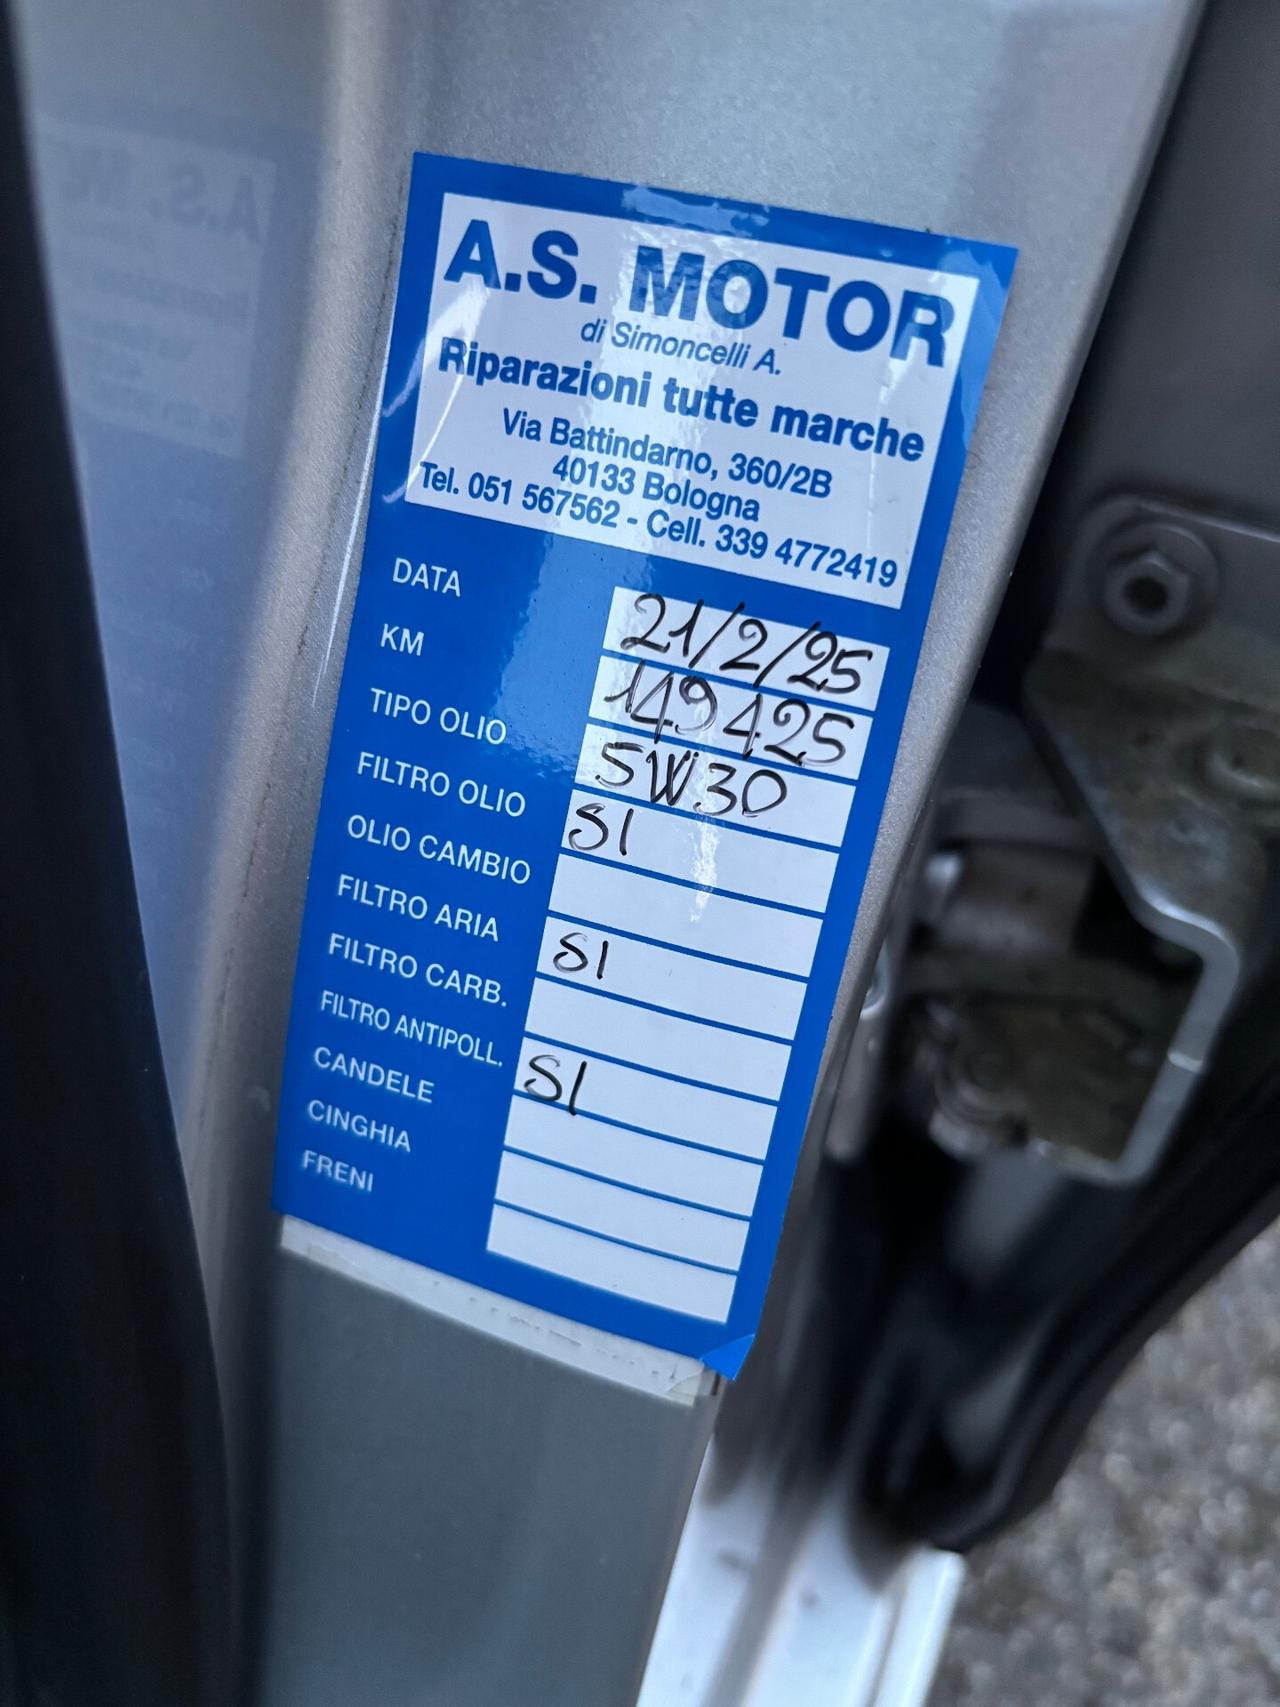 A.S. MOTOR
di Simoncelli A.
Riparazioni tutte marche
Via Battindarno, 360/2B
40133 Bologna
Tel. 051 567562 - Cell. 339 4772419
DATA 21/2/25
KM 149425
TIPO OLIO 5W30
FILTRO OLIO SI
OLIO CAMBIO
FILTRO ARIA SI
FILTRO CARB.
FILTRO ANTIPOLL. SI
CANDELE
CINGHIA
FRENI